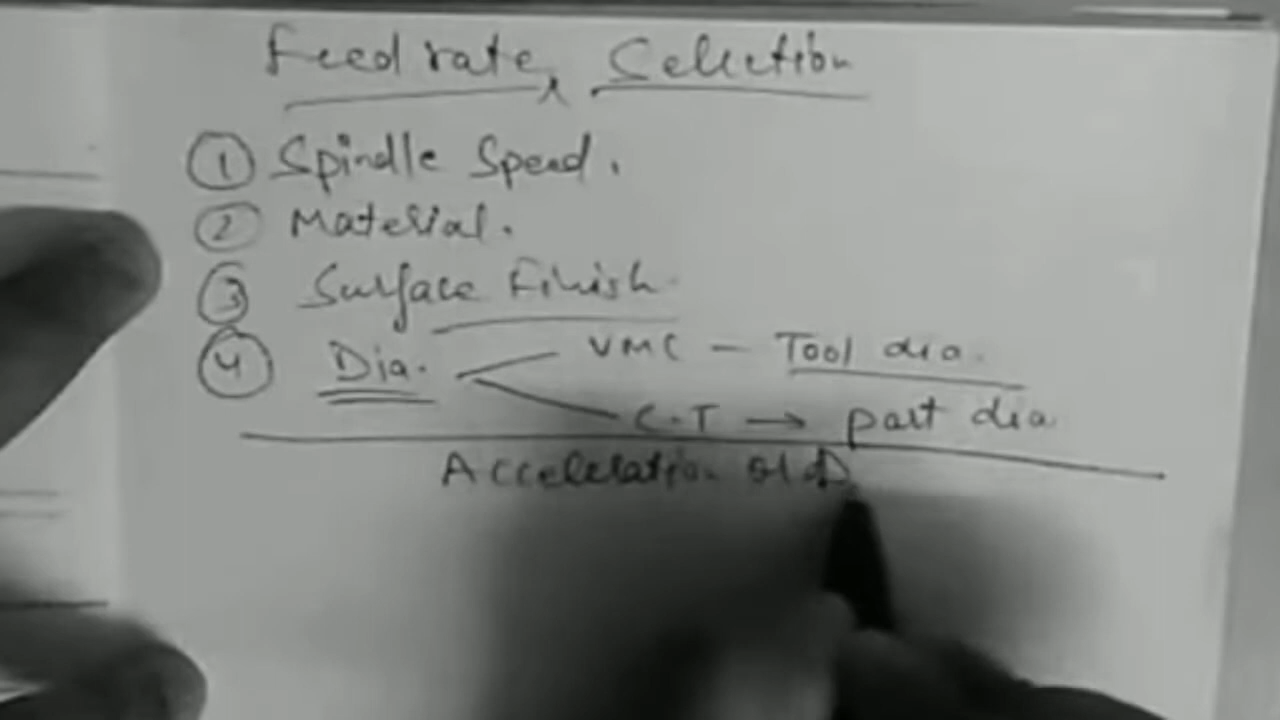 Feed rate, Selection
① Spindle Speed.
② Material.
③ Surface Finish
④ Dia. VMC - Tool dia.
C.T → part dia
Acceleration